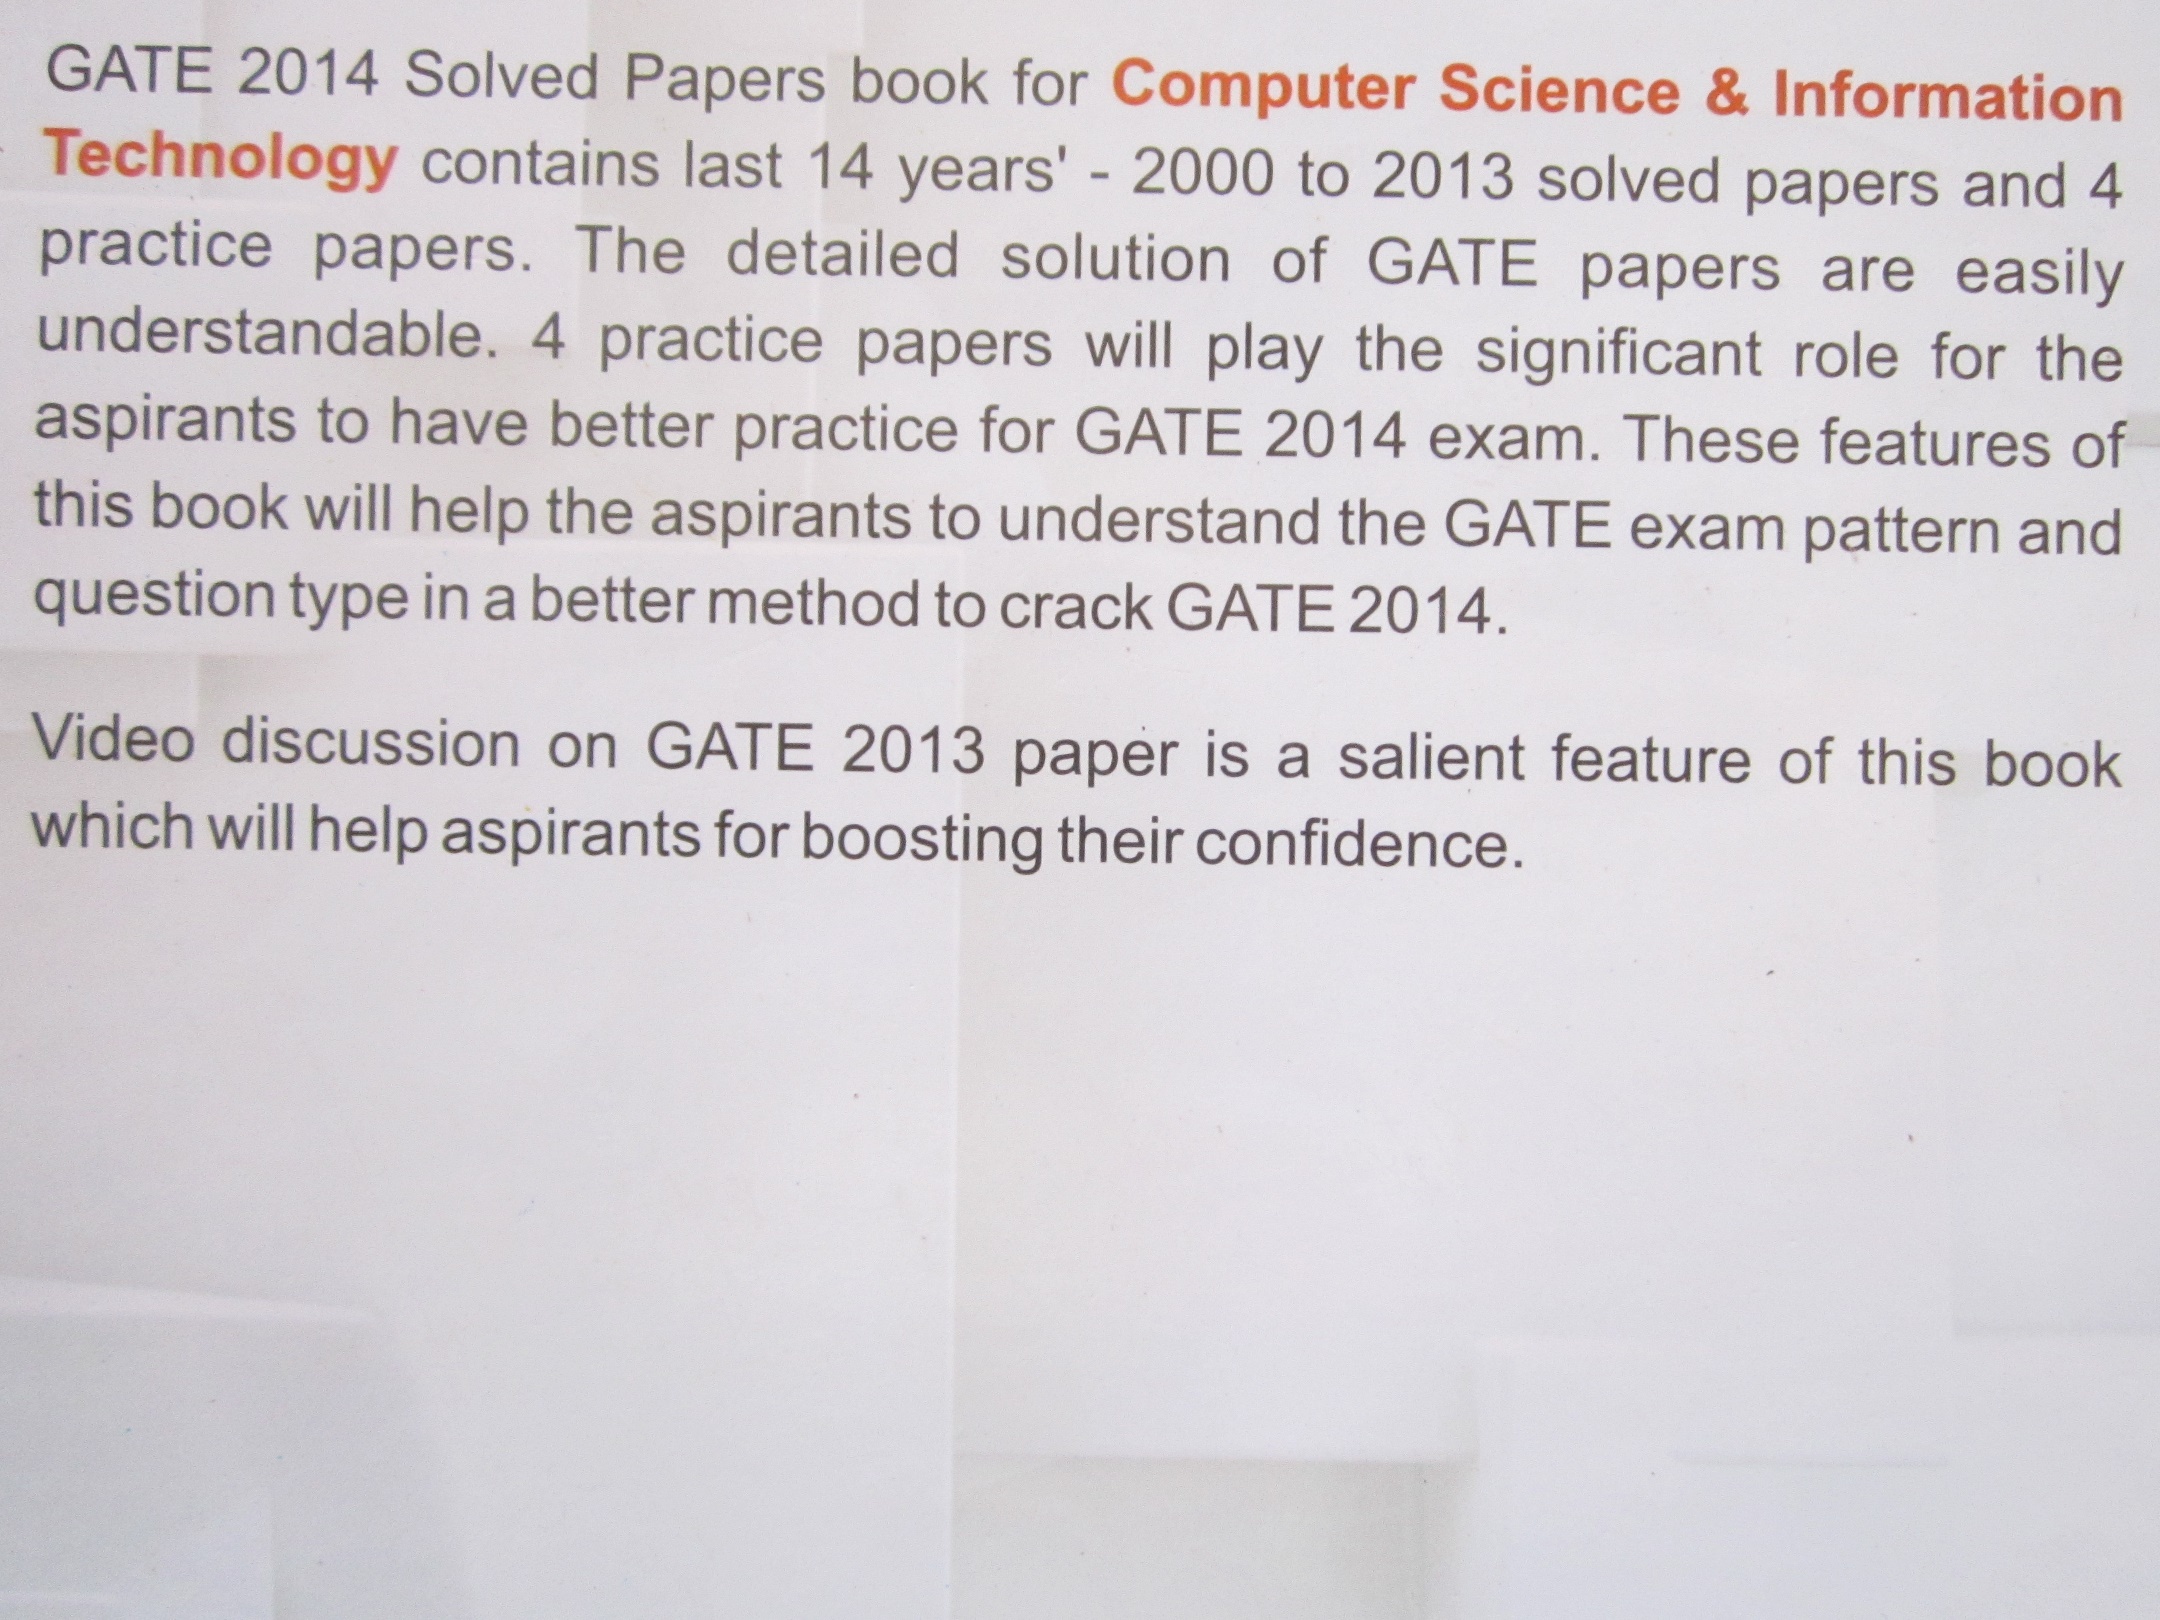 GATE 2014 Solved Papers book for Computer Science & Information
Technology contains last 14 years' - 2000 to 2013 solved papers and 4
practice papers. The detailed solution of GATE papers are easily
understandable. 4 practice papers will play the significant role for the
aspirants to have better practice for GATE 2014 exam. These features of
this book will help the aspirants to understand the GATE exam pattern and
question type in a better method to crack GATE 2014.
Video discussion on GATE 2013 paper is a salient feature of this book
which will help aspirants for boosting their confidence.